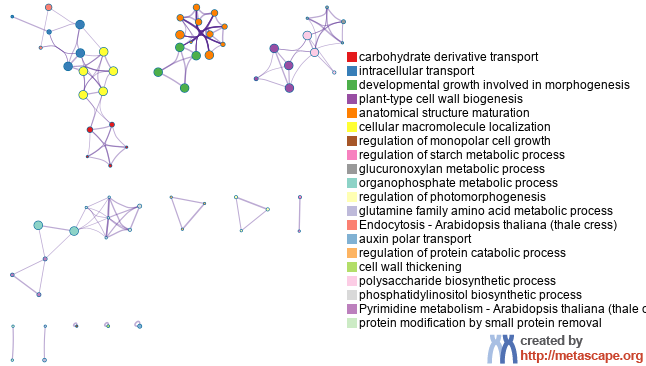 carbohydrate derivative transport
intracellular transport
developmental growth involved in morphogenesis
plant-type cell wall biogenesis
anatomical structure maturation
cellular macromolecule localization
regulation of monopolar cell growth
regulation of starch metabolic process
glucuronoxylan metabolic process
organophosphate metabolic process
regulation of photomorphogenesis
glutamine family amino acid metabolic process
Endocytosis - Arabidopsis thaliana (thale cress)
auxin polar transport
regulation of protein catabolic process
cell wall thickening
polysaccharide biosynthetic process
phosphatidylinositol biosynthetic process
Pyrimidine metabolism - Arabidopsis thaliana (thale c
protein modification by small protein removal
created by
http://metascape.org